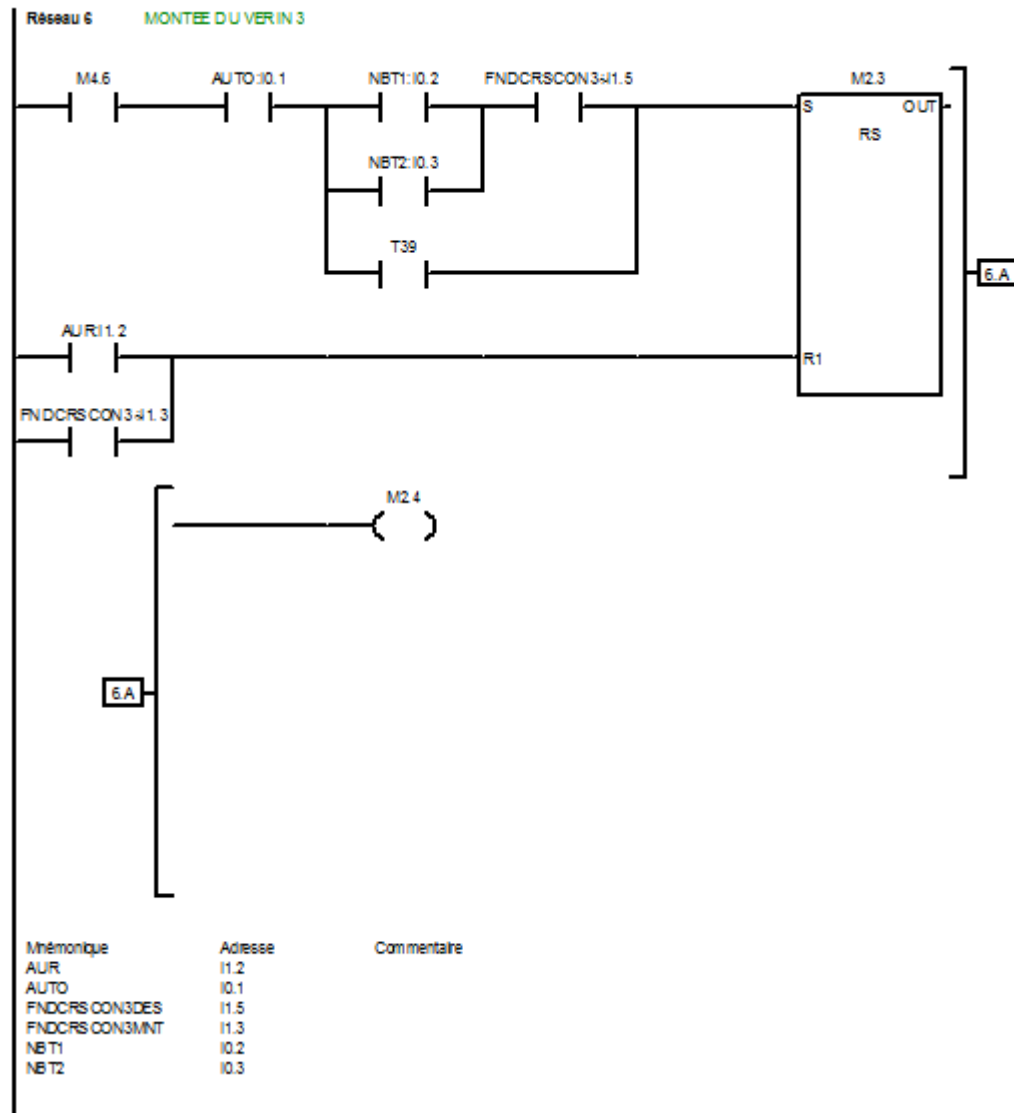 Réseau 6 MONTEE DU VERIN 3
M4.6 AUTO:I0.1 NBT1:I0.2 FNDCRSCON3~I1.5 M2.3
S OUT
RS
NBT2:I0.3
T39
6.A
AUR:I1.2
R1
FNDCRSCON3~I1.3
M2.4
6.A
Mnémonique Adresse Commentaire
AUR I1.2
AUTO I0.1
FNDCRSCON3DES I1.5
FNDCRSCON3MNT I1.3
NBT1 I0.2
NBT2 I0.3